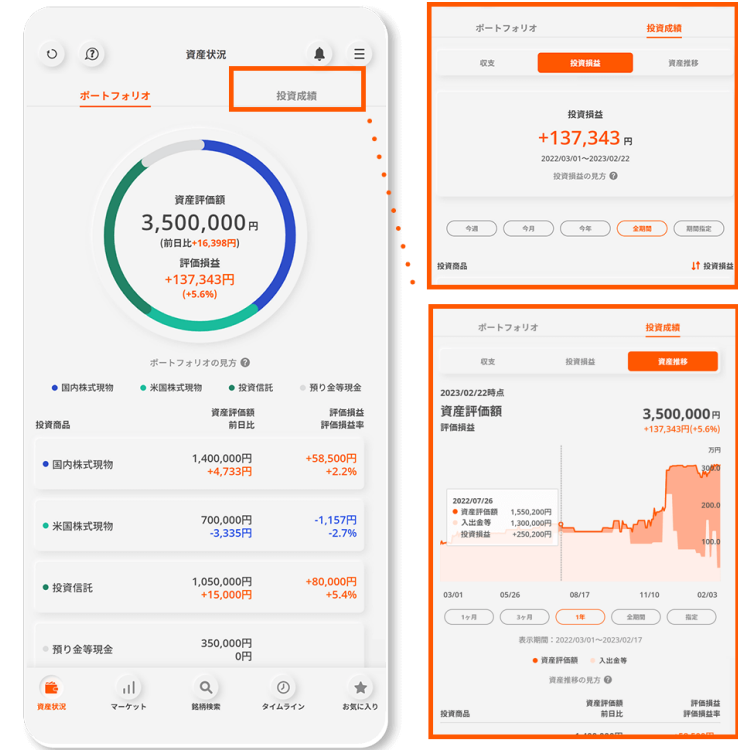 資産状況
ポートフォリオ
投資成績
資産評価額
3,500,000円
(前日比+16,398円)
評価損益
+137,343円
(+5.6%)
ポートフォリオの見方 ?
国内株式現物 米国株式現物 投資信託 預り金等現金
資産評価額 評価損益
投資商品 前日比 評価損益率
国内株式現物 1,400,000円 +58,500円
+4,733円 +2.2%
米国株式現物 700,000円 -1,157円
-3,335円 -2.7%
投資信託 1,050,000円 +80,000円
+15,000円 +5.4%
預り金等現金 350,000円
0円
資産状況 マーケット 銘柄検索 タイムライン お気に入り
ポートフォリオ 投資成績
収支 投資損益 資産推移
投資損益
+137,343 円
2022/03/01〜2023/02/22
投資損益の見方 ?
今週 今月 今年 全期間 期間指定
投資商品 投資損益
ポートフォリオ 投資成績
収支 投資損益 資産推移
2023/02/22時点
資産評価額 3,500,000円
評価損益 +137,343円(+5.6%)
万円
300.0
200.0
100.0
2022/07/26
資産評価額 1,550,200円
入出金等 1,300,000円
投資損益 +250,200円
03/01 05/26 08/17 11/10 02/03
1ヶ月 3ヶ月 1年 全期間 指定
表示期間：2022/03/01〜2023/02/17
資産評価額 入出金等
資産推移の見方 ?
資産評価額 評価損益
投資商品 前日比 評価損益率